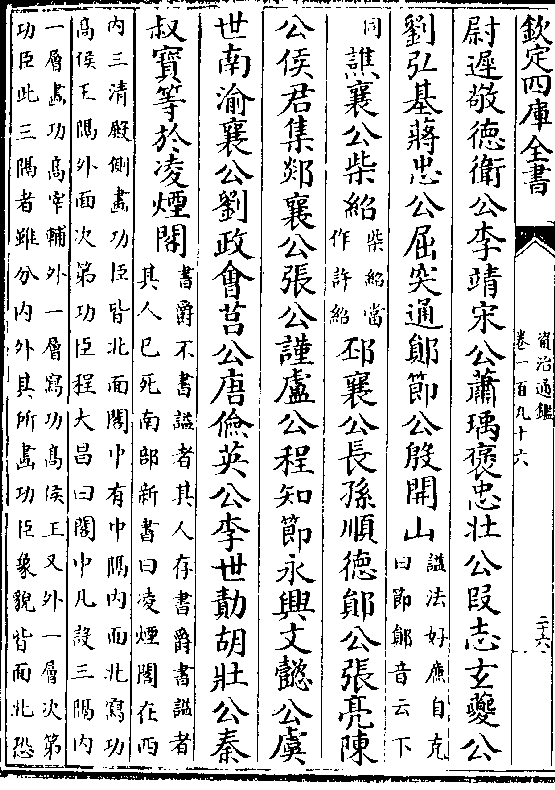 欽定四庫全書
資治通鑑
卷一百九十六
二十六
尉遲敬德衛公李靖宋公蕭瑀褒忠壯公叚志玄夔公
劉弘基蔣忠公屈突通鄖節公殷開山
諡法好廉自克
曰節鄖音云下
同
譙襄公柴紹
柴紹當
作許紹
邳襄公長孫順德鄖公張亮陳
公侯君集郯襄公張公謹盧公程知節永興文懿公虞
世南渝襄公劉政會莒公唐儉英公李世勣胡壯公秦
叔寶等於凌煙閣
書爵不書諡者其人存書爵書諡者
其人已死南部新書曰凌煙閣在西
內三清殿側畫功臣皆北面閣中有中隔內面北寫功
高侯王隔外面次第功臣程大昌曰閣中凡設三隔內
一層畫功高宰輔外一層寫功高侯王又外一層次第
功臣此三隔者雖分內外其所畫功臣象貌皆面北恐